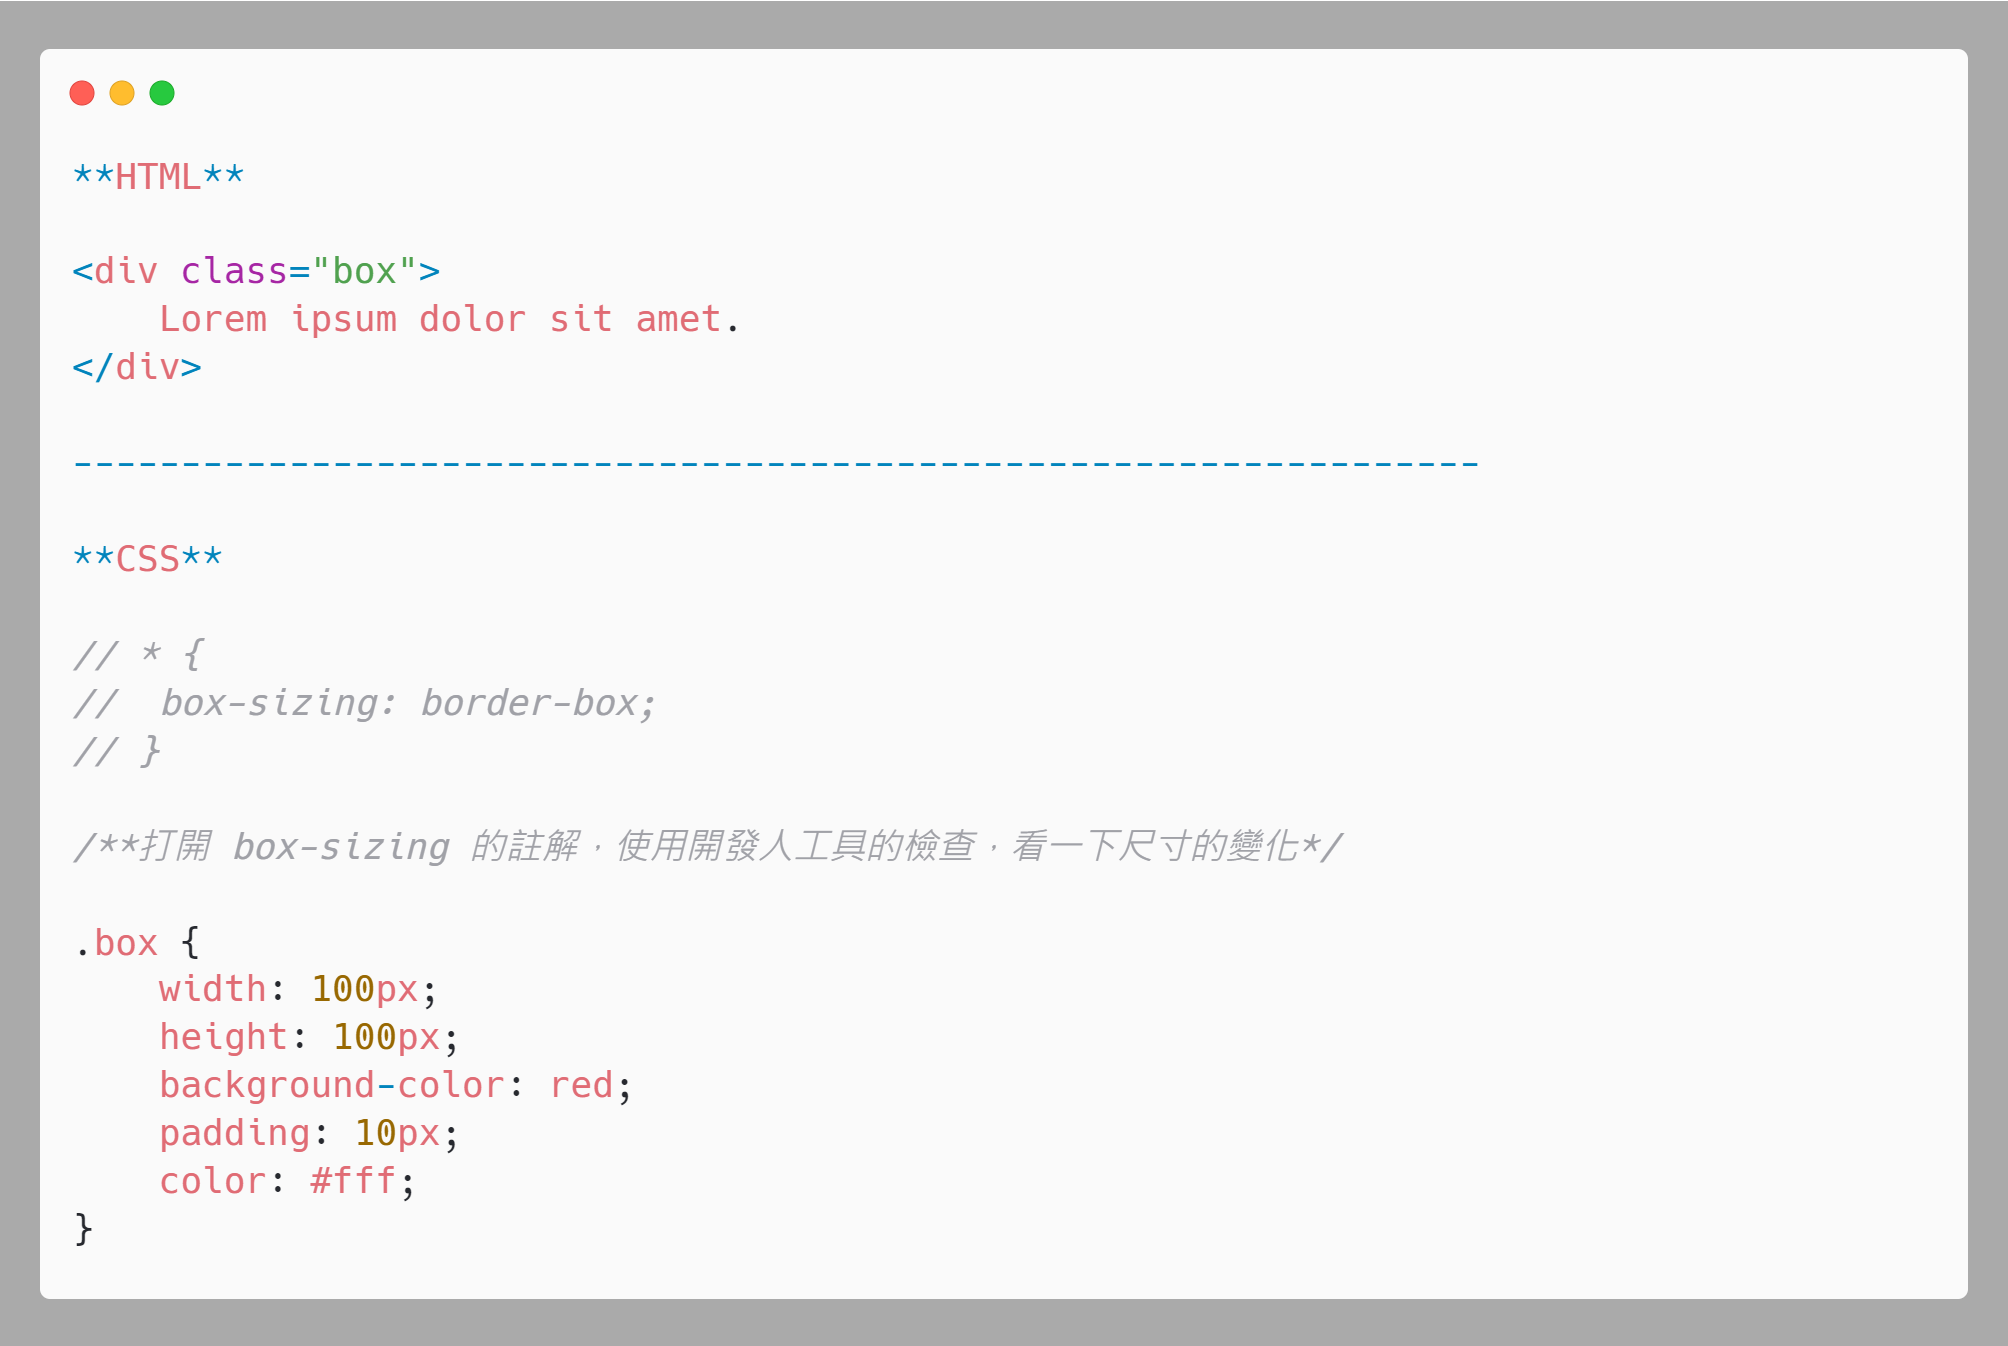 **HTML**
<div class="box">
    Lorem ipsum dolor sit amet.
</div>
-----------------------------------------------------------------
**CSS**
// * {
//  box-sizing: border-box;
// }
/**打開 box-sizing 的註解，使用開發人工具的檢查，看一下尺寸的變化*/
.box {
    width: 100px;
    height: 100px;
    background-color: red;
    padding: 10px;
    color: #fff;
}